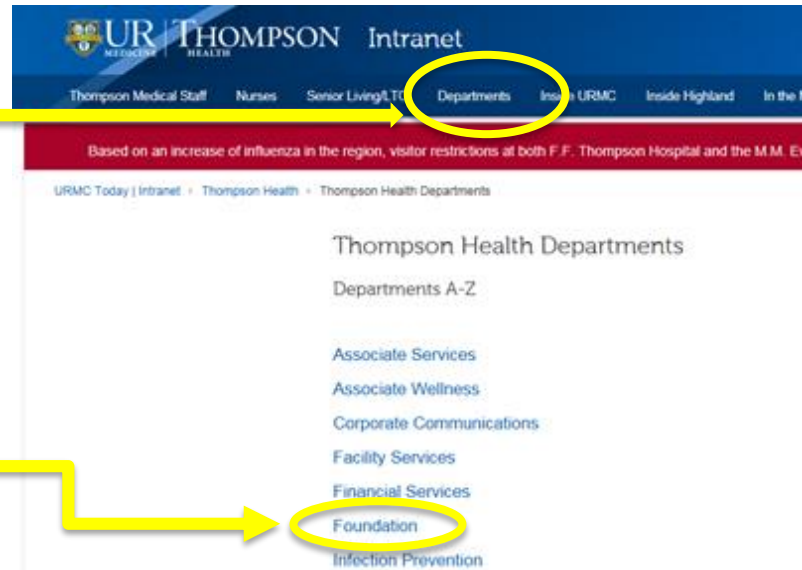 UR THOMPSON Intranet
MEDICINE HEALTH
Thompson Medical Staff Nurses Senior Living/LTC Departments Inside URMC Inside Highland In the
Based on an increase of influenza in the region, visitor restrictions at both F.F. Thompson Hospital and the M.M.
URMC Today | Intranet › Thompson Health › Thompson Health Departments
Thompson Health Departments
Departments A-Z
Associate Services
Associate Wellness
Corporate Communications
Facility Services
Financial Services
Foundation
Infection Prevention